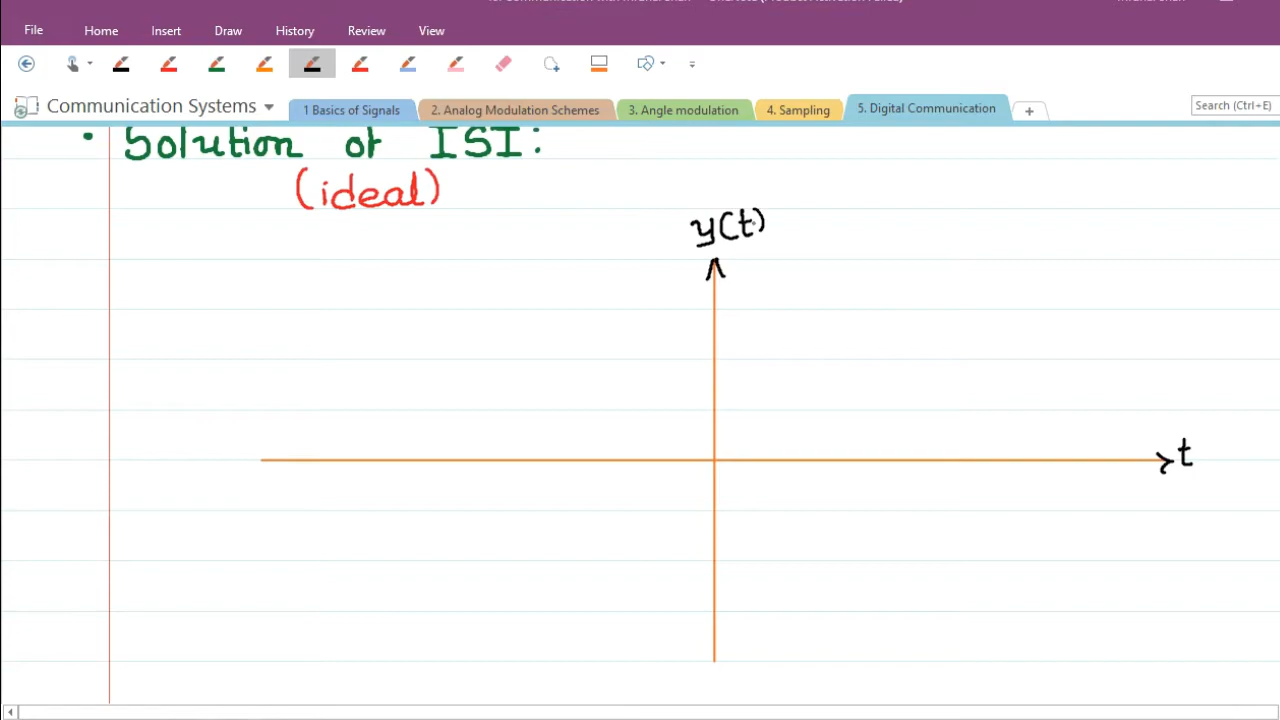 File Home Insert Draw History Review View
Communication Systems 1 Basics of Signals 2. Analog Modulation Schemes 3. Angle modulation 4. Sampling 5. Digital Communication Search (Ctrl+E)
• Solution of ISI:
(ideal)
y(t)
t